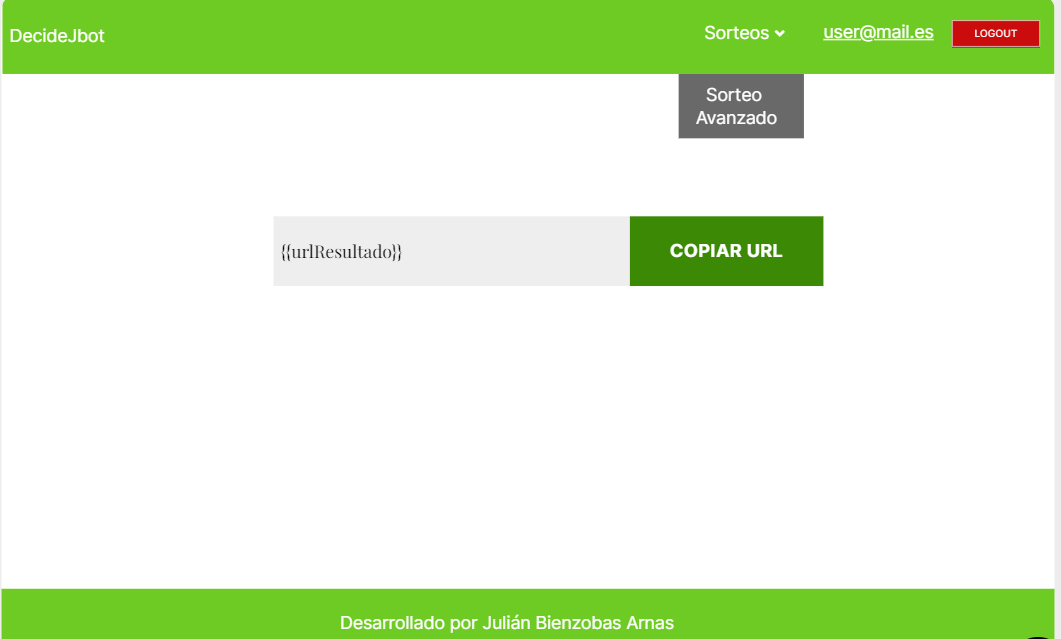 DecideJbot
Sorteos
user@mail.es
LOGOUT
Sorteo
Avanzado
{{urlResultado}}
COPIAR URL
Desarrollado por Julián Bienzobas Arnas